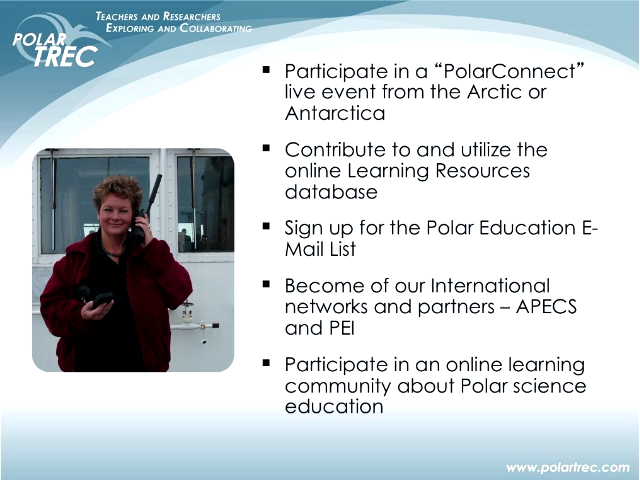 TEACHERS AND RESEARCHERS
EXPLORING AND COLLABORATING
POLAR
TREC
▪ Participate in a “PolarConnect”
live event from the Arctic or
Antarctica
▪ Contribute to and utilize the
online Learning Resources
database
▪ Sign up for the Polar Education E-
Mail List
▪ Become of our International
networks and partners – APECS
and PEI
▪ Participate in an online learning
community about Polar science
education
www.polartrec.com